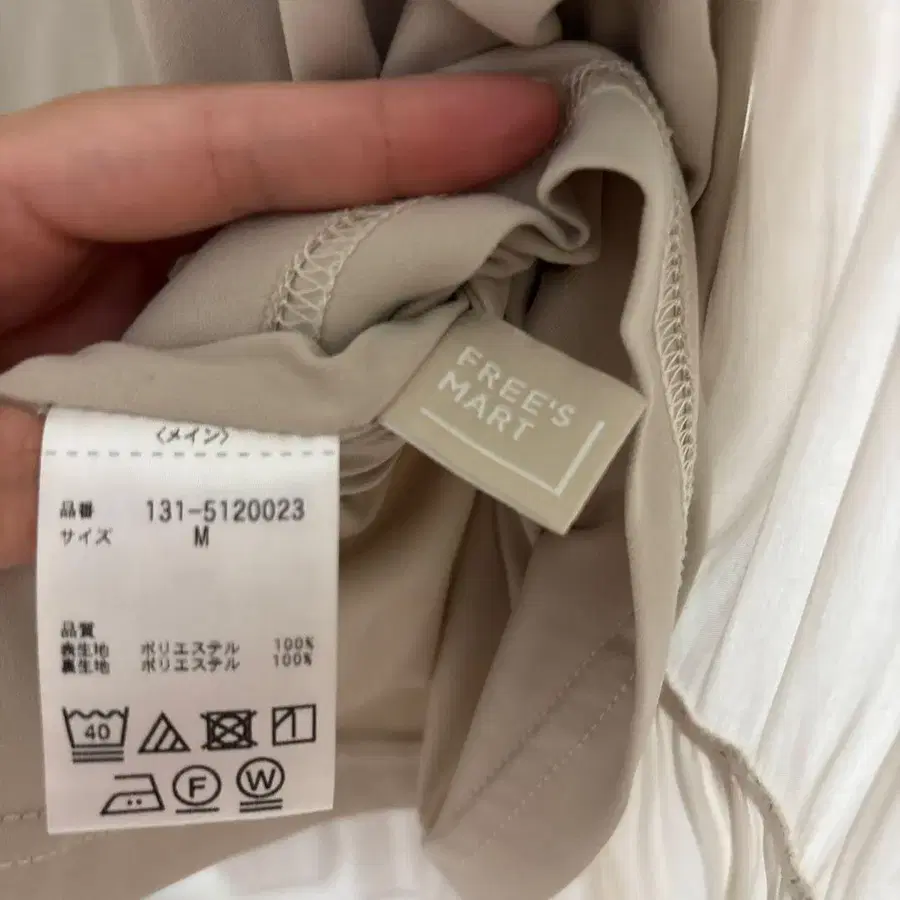 FREE'S
MART
〈メイン〉
品番 131-5120023
サイズ M
品質
表生地 ポリエステル 100%
裏生地 ポリエステル 100%
40
F
W